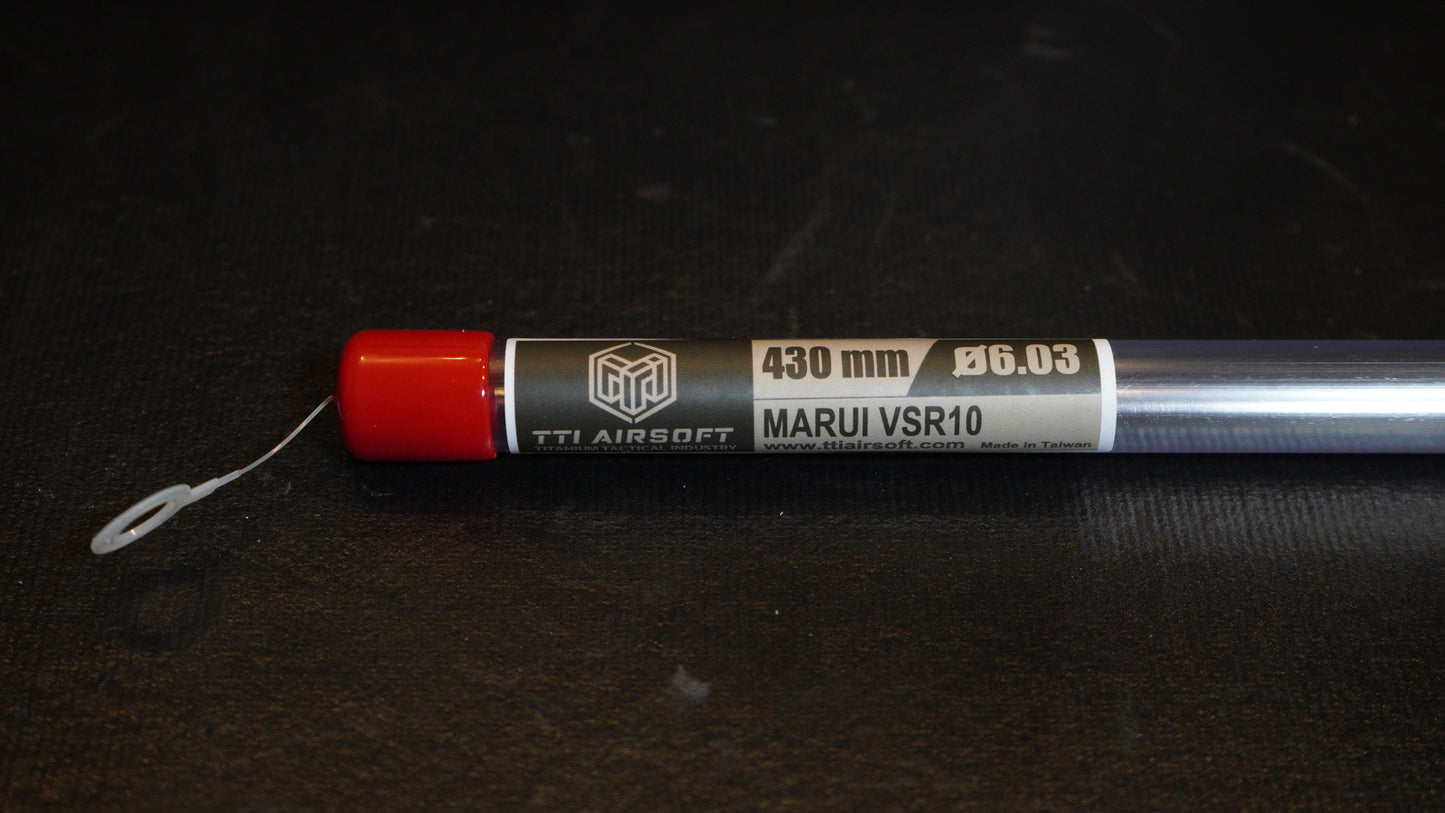 TTI AIRSOFT
TITANIUM TACTICAL INDUSTRY
430 mm Ø6.03
MARUI VSR10
www.ttiairsoft.com Made in Taiwan